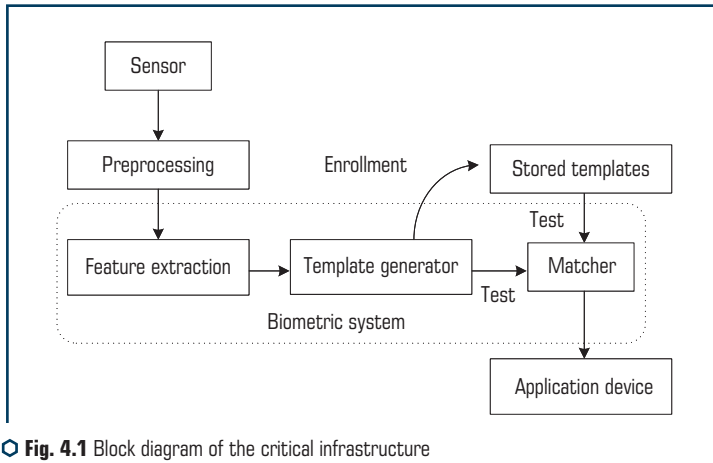 Sensor
Preprocessing
Enrollment
Stored templates
Test
Feature extraction
Template generator
Matcher
Test
Biometric system
Application device
Fig. 4.1 Block diagram of the critical infrastructure